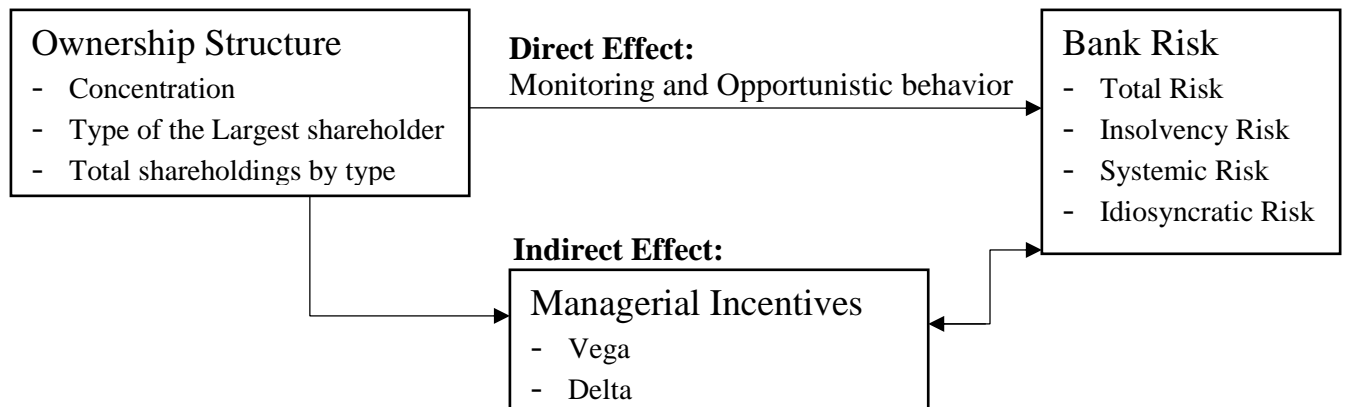 Ownership Structure
- Concentration
- Type of the Largest shareholder
- Total shareholdings by type
Direct Effect:
Monitoring and Opportunistic behavior
Bank Risk
- Total Risk
- Insolvency Risk
- Systemic Risk
- Idiosyncratic Risk
Indirect Effect:
Managerial Incentives
- Vega
- Delta